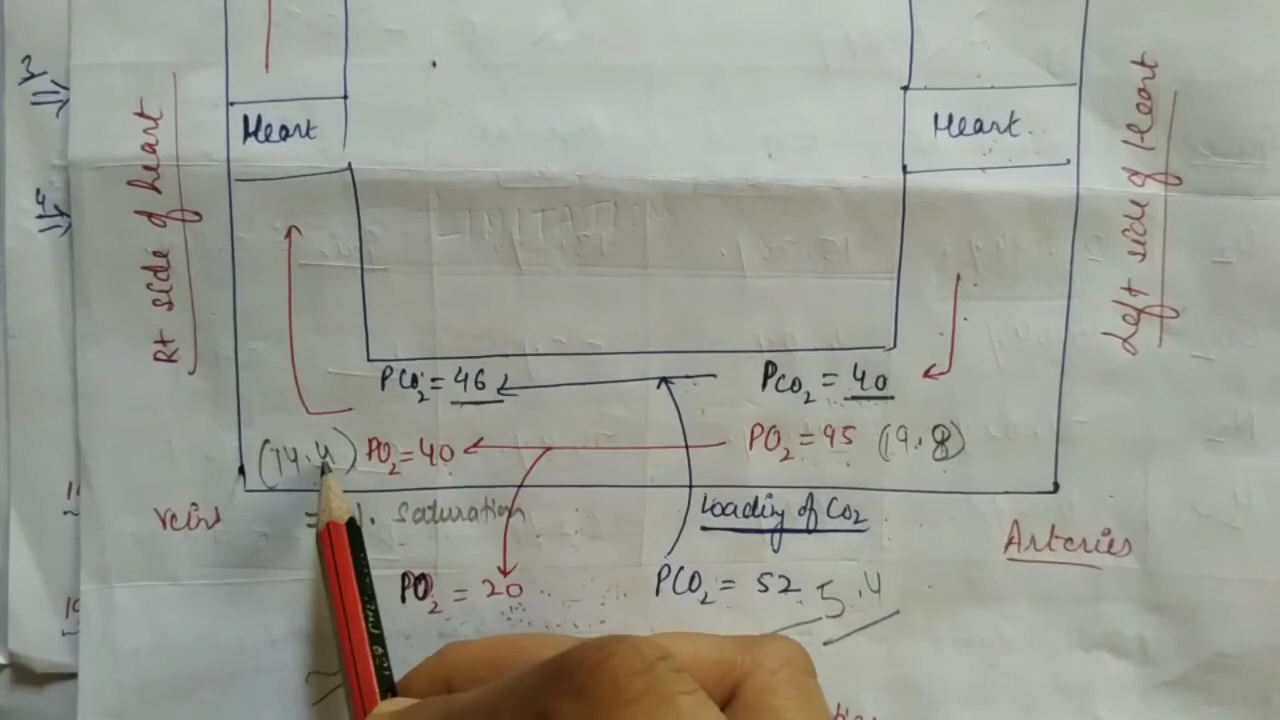 Heart
Heart.
Rt side of heart
Left side of Heart
PCO2 = 46
PCO2 = 40
(14.4) PO2 = 40
PO2 = 95 (19.8)
veins
. saturation
Loading of CO2
Arteries
PO2 = 20
PCO2 = 52 5.4